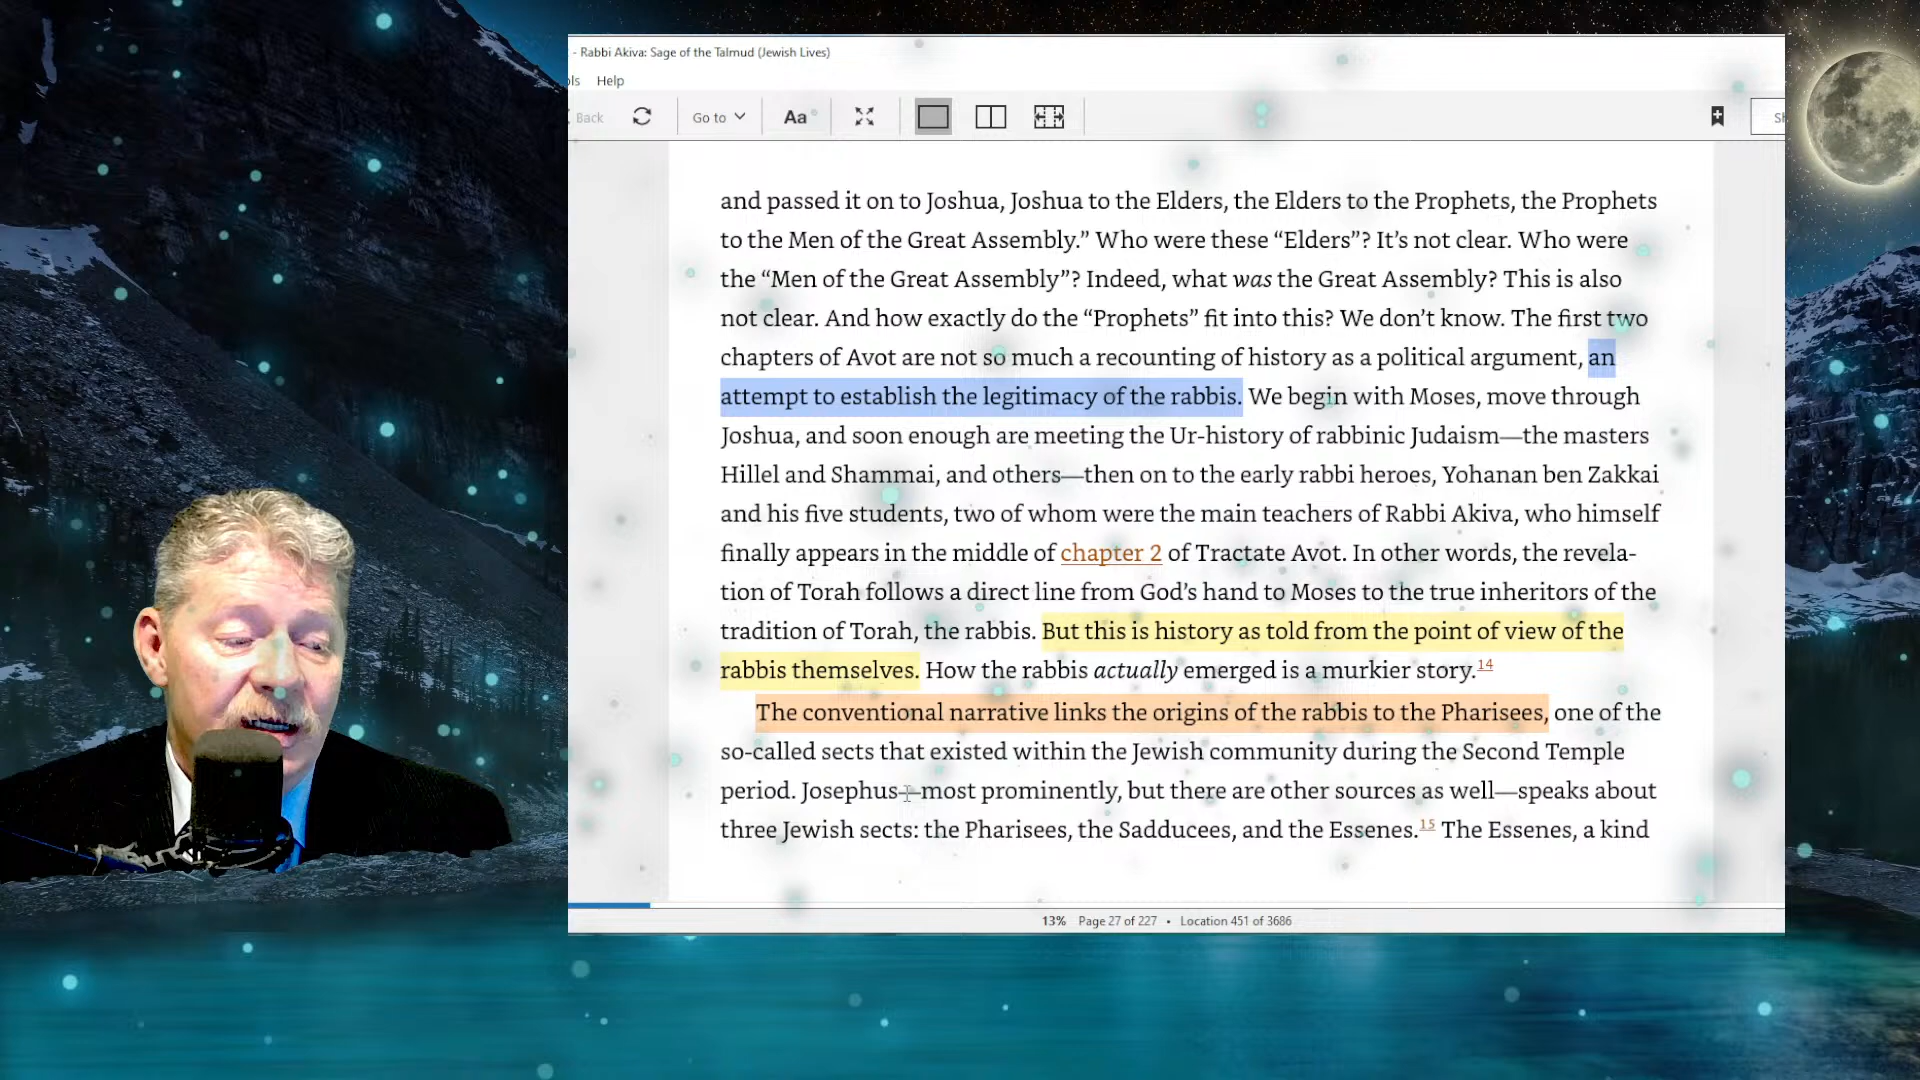 - Rabbi Akiva: Sage of the Talmud (Jewish Lives)
ols Help
Back Go to Aa
and passed it on to Joshua, Joshua to the Elders, the Elders to the Prophets, the Prophets
to the Men of the Great Assembly.” Who were these “Elders”? It’s not clear. Who were
the “Men of the Great Assembly”? Indeed, what was the Great Assembly? This is also
not clear. And how exactly do the “Prophets” fit into this? We don’t know. The first two
chapters of Avot are not so much a recounting of history as a political argument, an
attempt to establish the legitimacy of the rabbis. We begin with Moses, move through
Joshua, and soon enough are meeting the Ur-history of rabbinic Judaism—the masters
Hillel and Shammai, and others—then on to the early rabbi heroes, Yohanan ben Zakkai
and his five students, two of whom were the main teachers of Rabbi Akiva, who himself
finally appears in the middle of chapter 2 of Tractate Avot. In other words, the revela-
tion of Torah follows a direct line from God’s hand to Moses to the true inheritors of the
tradition of Torah, the rabbis. But this is history as told from the point of view of the
rabbis themselves. How the rabbis actually emerged is a murkier story.14
The conventional narrative links the origins of the rabbis to the Pharisees, one of the
so-called sects that existed within the Jewish community during the Second Temple
period. Josephus—most prominently, but there are other sources as well—speaks about
three Jewish sects: the Pharisees, the Sadducees, and the Essenes.15 The Essenes, a kind
13% Page 27 of 227 • Location 451 of 3686